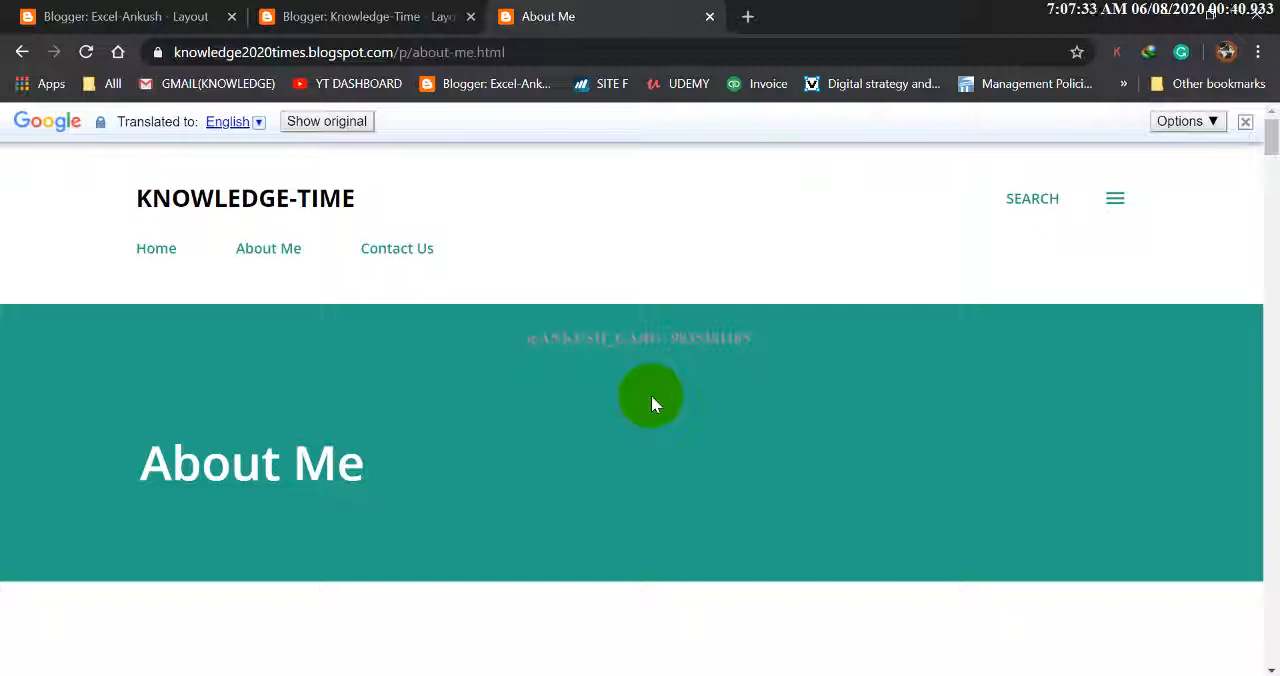 Blogger: Excel-Ankush - Layout
Blogger: Knowledge-Time - Layo
About Me
7:07:33 AM 06/08/2020 00:40.933
knowledge2020times.blogspot.com/p/about-me.html
Apps
Alll
GMAIL(KNOWLEDGE)
YT DASHBOARD
Blogger: Excel-Ank...
SITE F
UDEMY
Invoice
Digital strategy and...
Management Polici...
»
Other bookmarks
Google
Translated to: English
Show original
Options ▼
KNOWLEDGE-TIME
SEARCH
Home
About Me
Contact Us
About Me